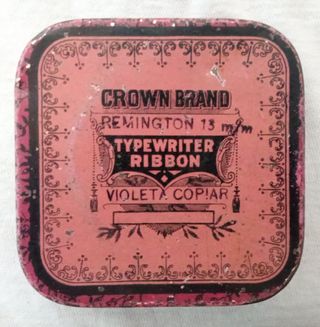 CROWN BRAND
REMINGTON 13 m/m
TYPEWRITER
RIBBON
VIOLETA COPIAR